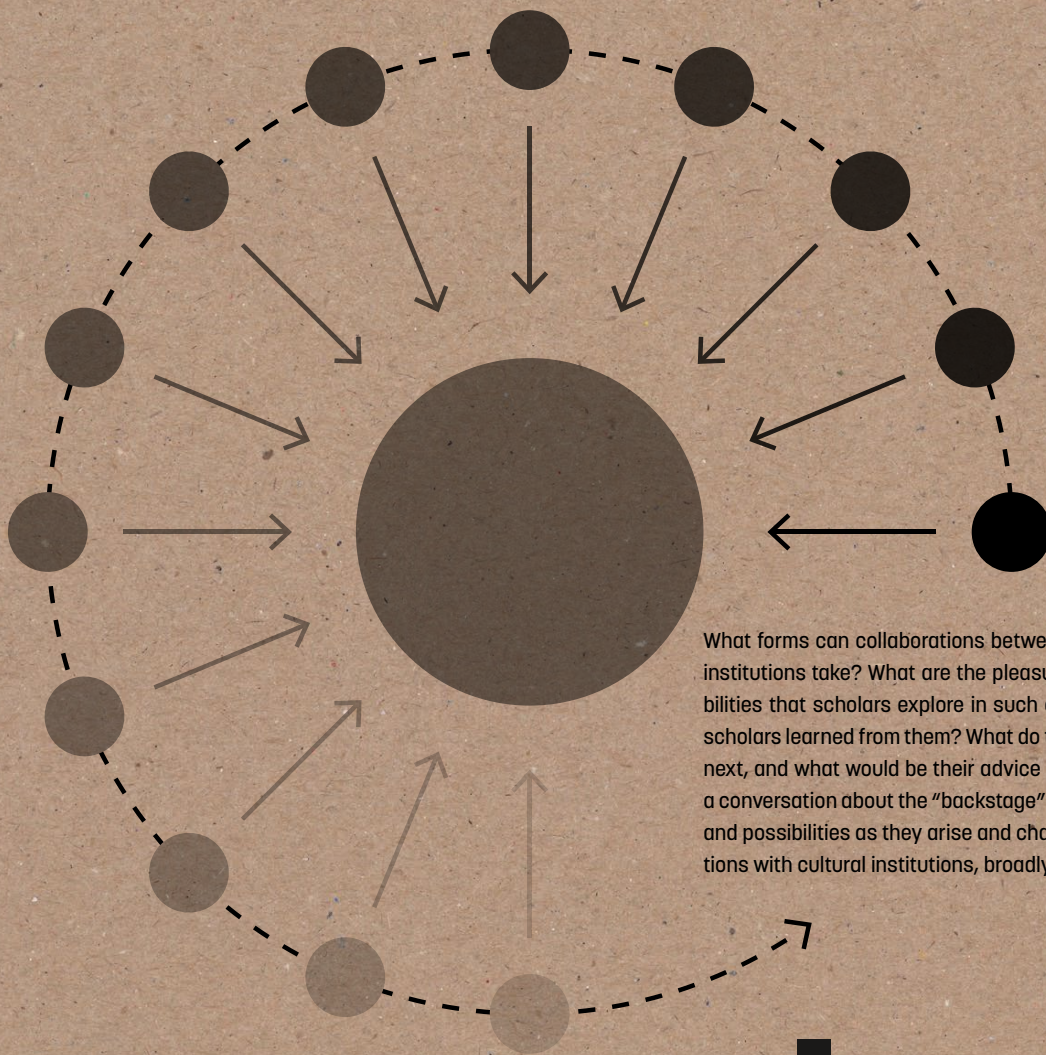 What forms can collaborations betwe
institutions take? What are the pleasu
bilities that scholars explore in such
scholars learned from them? What do
next, and what would be their advice
a conversation about the “backstage”
and possibilities as they arise and cha
tions with cultural institutions, broadly